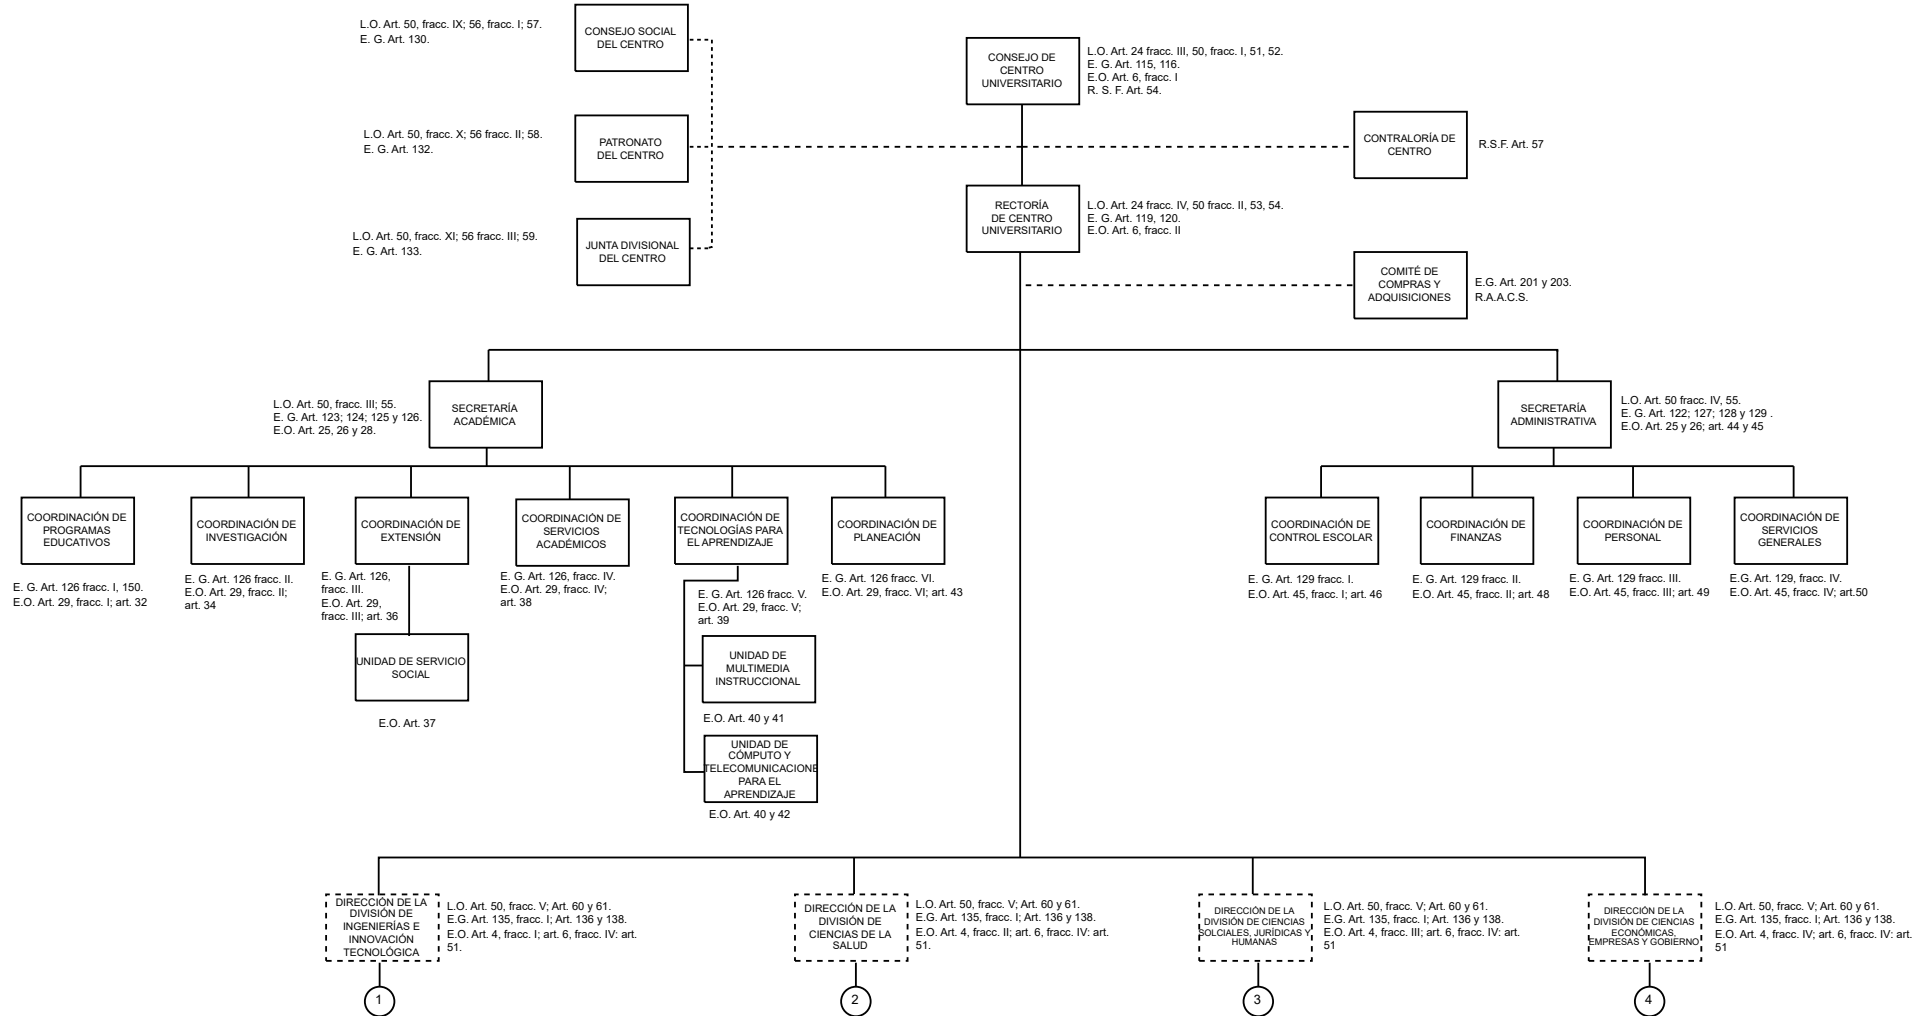 L.O. Art. 50, fracc. IX; 56, fracc. I; 57.
E. G. Art. 130.
CONSEJO SOCIAL
DEL CENTRO
CONSEJO DE
CENTRO
UNIVERSITARIO
L.O. Art. 24 fracc. III, 50, fracc. I, 51, 52.
E. G. Art. 115, 116.
E.O. Art. 6, fracc. I
R. S. F. Art. 54.
L.O. Art. 50, fracc. X; 56 fracc. II; 58.
E. G. Art. 132.
PATRONATO
DEL CENTRO
CONTRALORÍA DE
CENTRO
R.S.F. Art. 57
L.O. Art. 50, fracc. XI; 56 fracc. III; 59.
E. G. Art. 133.
JUNTA DIVISIONAL
DEL CENTRO
RECTORÍA
DE CENTRO
UNIVERSITARIO
L.O. Art. 24 fracc. IV, 50 fracc. II, 53, 54.
E. G. Art. 119, 120.
E.O. Art. 6, fracc. II
COMITÉ DE
COMPRAS Y
ADQUISICIONES
E.G. Art. 201 y 203.
R.A.A.C.S.
L.O. Art. 50, fracc. III; 55.
E. G. Art. 123; 124; 125 y 126.
E.O. Art. 25, 26 y 28.
SECRETARÍA
ACADÉMICA
SECRETARÍA
ADMINISTRATIVA
L.O. Art. 50 fracc. IV, 55.
E. G. Art. 122; 127; 128 y 129 .
E.O. Art. 25 y 26; art. 44 y 45
COORDINACIÓN DE
PROGRAMAS
EDUCATIVOS
E. G. Art. 126 fracc. I, 150.
E.O. Art. 29, fracc. I; art. 32
COORDINACIÓN DE
INVESTIGACIÓN
E. G. Art. 126 fracc. II.
E.O. Art. 29, fracc. II;
art. 34
COORDINACIÓN DE
EXTENSIÓN
E. G. Art. 126,
fracc. III.
E.O. Art. 29,
fracc. III; art. 36
COORDINACIÓN DE
SERVICIOS
ACADÉMICOS
E. G. Art. 126, fracc. IV.
E.O. Art. 29, fracc. IV;
art. 38
COORDINACIÓN DE
TECNOLOGÍAS PARA
EL APRENDIZAJE
E. G. Art. 126 fracc. V.
E.O. Art. 29, fracc. V;
art. 39
COORDINACIÓN DE
PLANEACIÓN
E. G. Art. 126 fracc. VI.
E.O. Art. 29, fracc. VI; art. 43
COORDINACIÓN DE
CONTROL ESCOLAR
E. G. Art. 129 fracc. I.
E.O. Art. 45, fracc. I; art. 46
COORDINACIÓN DE
FINANZAS
E. G. Art. 129 fracc. II.
E.O. Art. 45, fracc. II; art. 48
COORDINACIÓN DE
PERSONAL
E. G. Art. 129 fracc. III.
E.O. Art. 45, fracc. III; art. 49
COORDINACIÓN DE
SERVICIOS
GENERALES
E.G. Art. 129, fracc. IV.
E.O. Art. 45, fracc. IV; art.50
UNIDAD DE SERVICIO
SOCIAL
E.O. Art. 37
UNIDAD DE
MULTIMEDIA
INSTRUCCIONAL
E.O. Art. 40 y 41
UNIDAD DE
CÓMPUTO Y
TELECOMUNICACIONE
PARA EL
APRENDIZAJE
E.O. Art. 40 y 42
DIRECCIÓN DE LA
DIVISIÓN DE
INGENIERÍAS E
INNOVACIÓN
TECNOLÓGICA
L.O. Art. 50, fracc. V; Art. 60 y 61.
E.G. Art. 135, fracc. I; Art. 136 y 138.
E.O. Art. 4, fracc. I; art. 6, fracc. IV: art.
51.
DIRECCIÓN DE LA
DIVISIÓN DE
CIENCIAS DE LA
SALUD
L.O. Art. 50, fracc. V; Art. 60 y 61.
E.G. Art. 135, fracc. I; Art. 136 y 138.
E.O. Art. 4, fracc. II; art. 6, fracc. IV: art.
51.
DIRECCIÓN DE LA
DIVISIÓN DE CIENCIAS
SOLCIALES, JURÍDICAS Y
HUMANAS
L.O. Art. 50, fracc. V; Art. 60 y 61.
E.G. Art. 135, fracc. I; Art. 136 y 138.
E.O. Art. 4, fracc. III; art. 6, fracc. IV: art.
51
DIRECCIÓN DE LA
DIVISIÓN DE CIENCIAS
ECONÓMICAS,
EMPRESAS Y GOBIERNO
L.O. Art. 50, fracc. V; Art. 60 y 61.
E.G. Art. 135, fracc. I; Art. 136 y 138.
E.O. Art. 4, fracc. IV; art. 6, fracc. IV: art.
51
1
2
3
4